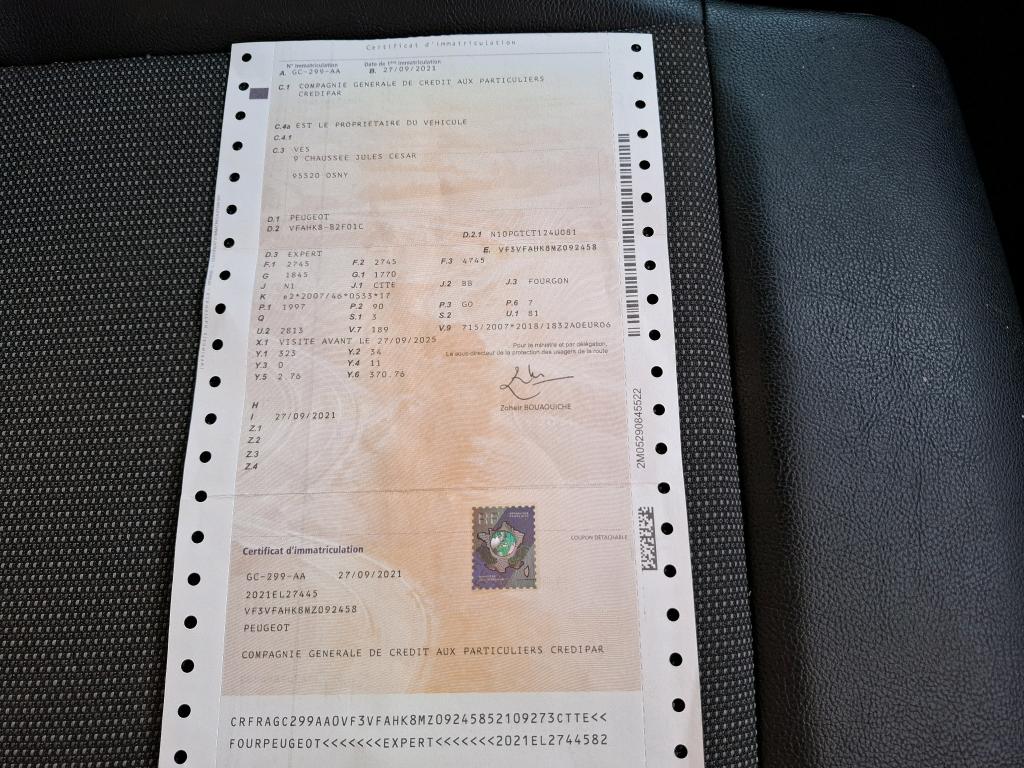 Certificat d'immatriculation
N° immatriculation Date de 1ère immatriculation
A. GC-299-AA B. 27/09/2021
C.1 COMPAGNIE GENERALE DE CREDIT AUX PARTICULIERS
CREDIPAR
C.4a EST LE PROPRIETAIRE DU VEHICULE
C.4.1
C.3 VES
9 CHAUSSEE JULES CESAR
95520 OSNY
D.1 PEUGEOT
D.2 VFAHK8-B2F01C
D.2.1 N10PGTCT124U081
E. VF3VFAHK8MZ092458
D.3 EXPERT
F.1 2745 F.2 2745 F.3 4745
G 1845 G.1 1770
J N1 J.1 CTTE J.2 BB J.3 FOURGON
K e2*2007/46*0533*17
P.1 1997 P.2 90 P.3 GO P.6 7
Q S.1 3 S.2 U.1 81
U.2 2813 V.7 189 V.9 715/2007*2018/1832AOEURO6
X.1 VISITE AVANT LE 27/09/2025
Y.1 323 Y.2 34
Y.3 0 Y.4 11
Y.5 2.76 Y.6 370.76
Pour le ministre et par délégation,
Le sous-directeur de la protection des usagers de la route
Zoheir BOUAOUICHE
H
I 27/09/2021
Z.1
Z.2
Z.3
Z.4
2M05290845522
COUPON DÉTACHABLE
Certificat d'immatriculation
GC-299-AA 27/09/2021
2021EL27445
VF3VFAHK8MZ092458
PEUGEOT
COMPAGNIE GENERALE DE CREDIT AUX PARTICULIERS CREDIPAR
CRFRAGC299AA0VF3VFAHK8MZ09245852109273CTTE<<
FOURPEUGEOT<<<<<<<EXPERT<<<<<<<2021EL2744582